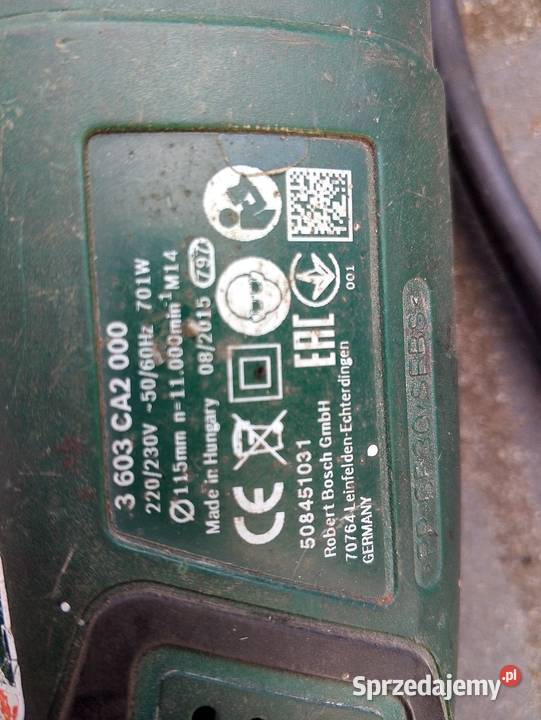 3 603 CA2 000
220/230V ~50/60Hz 701W
Ø115mm n=11.000min-1 M14
Made in Hungary 08/2015 797
CE
EAC
001
508451031
Robert Bosch GmbH
70764 Leinfelden-Echterdingen
GERMANY
Sprzedajemy.pl